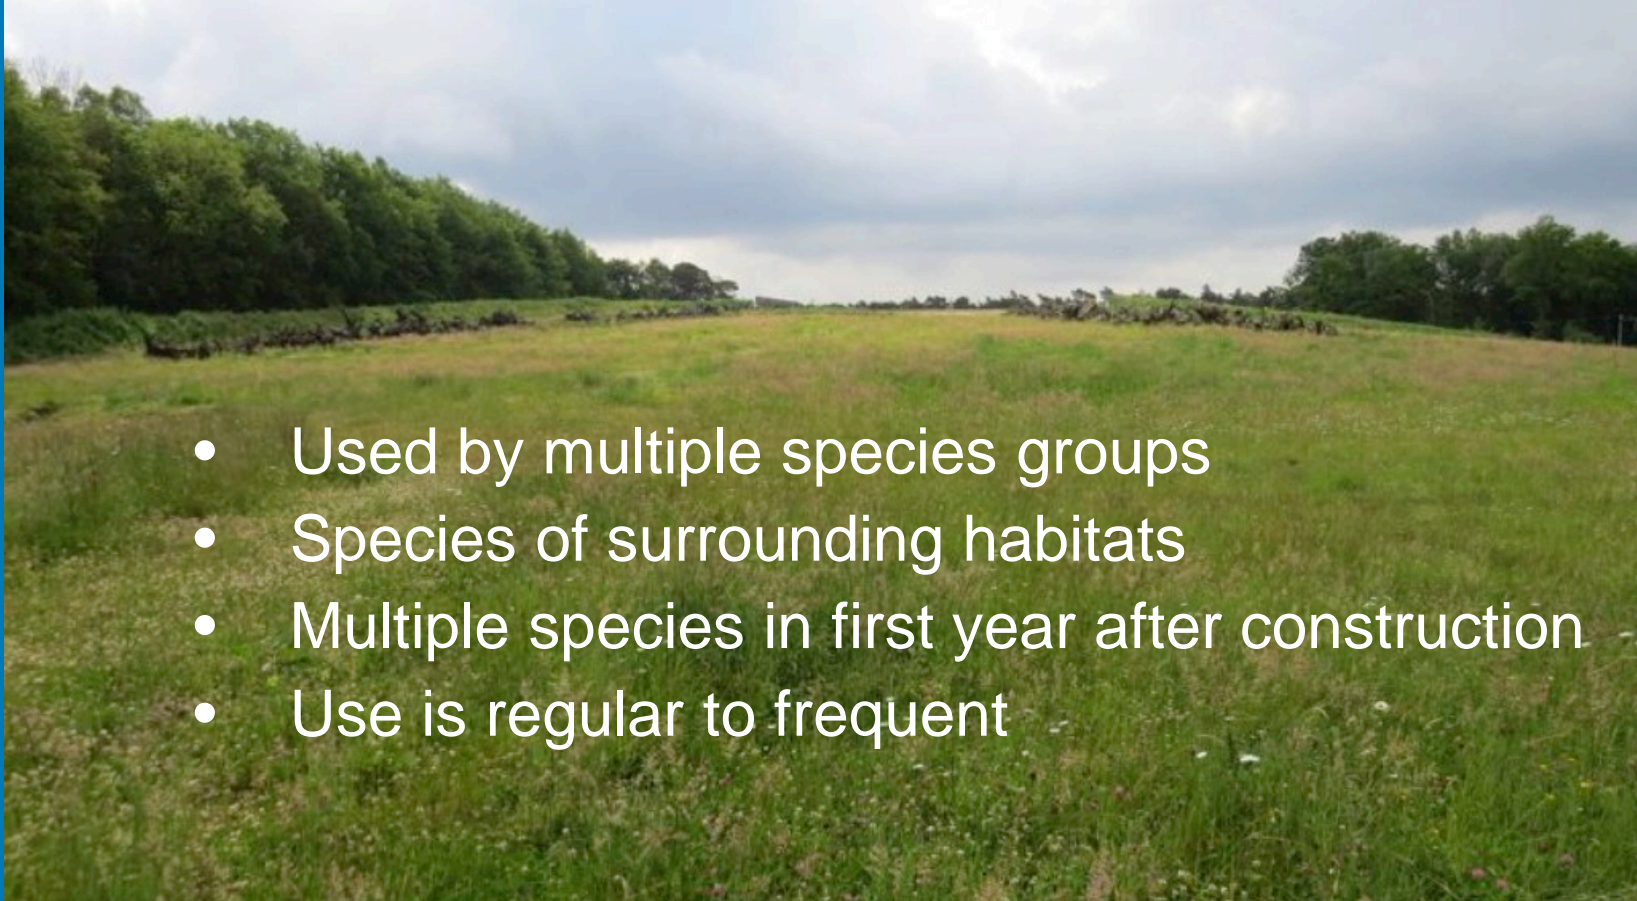 • Used by multiple species groups
• Species of surrounding habitats
• Multiple species in first year after construction
• Use is regular to frequent